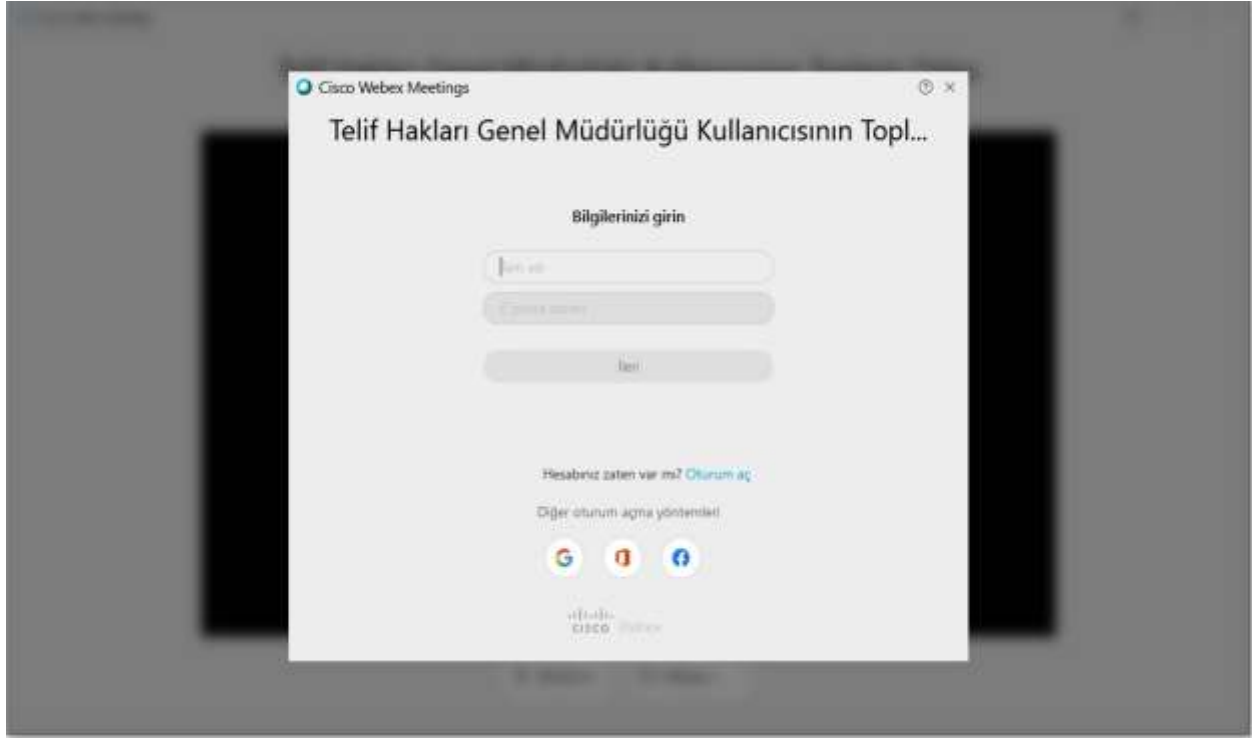 Cisco Webex Meetings
Telif Hakları Genel Müdürlüğü Kullanıcısının Topl...
Bilgilerinizi girin
İleri
Hesabınız zaten var mı? Oturum aç
Diğer oturum açma yöntemleri
CISCO